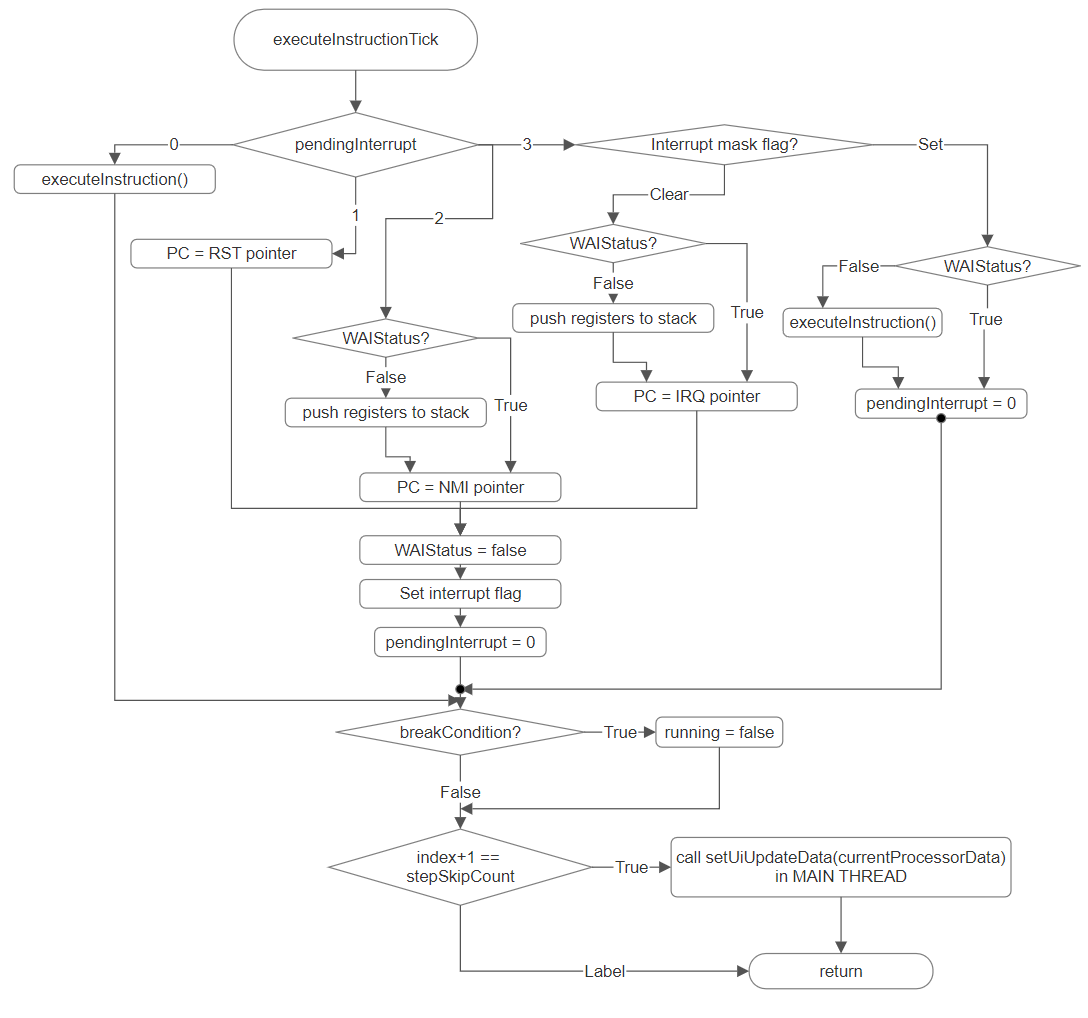 executeInstructionTick
pendingInterrupt
0
3
Interrupt mask flag?
Set
executeInstruction()
Clear
1
2
WAIStatus?
PC = RST pointer
False
WAIStatus?
False
push registers to stack
True
executeInstruction()
True
WAIStatus?
False
PC = IRQ pointer
pendingInterrupt = 0
True
push registers to stack
PC = NMI pointer
WAIStatus = false
Set interrupt flag
pendingInterrupt = 0
breakCondition?
True
running = false
False
index+1 ==
stepSkipCount
True
call setUiUpdateData(currentProcessorData)
in MAIN THREAD
Label
return